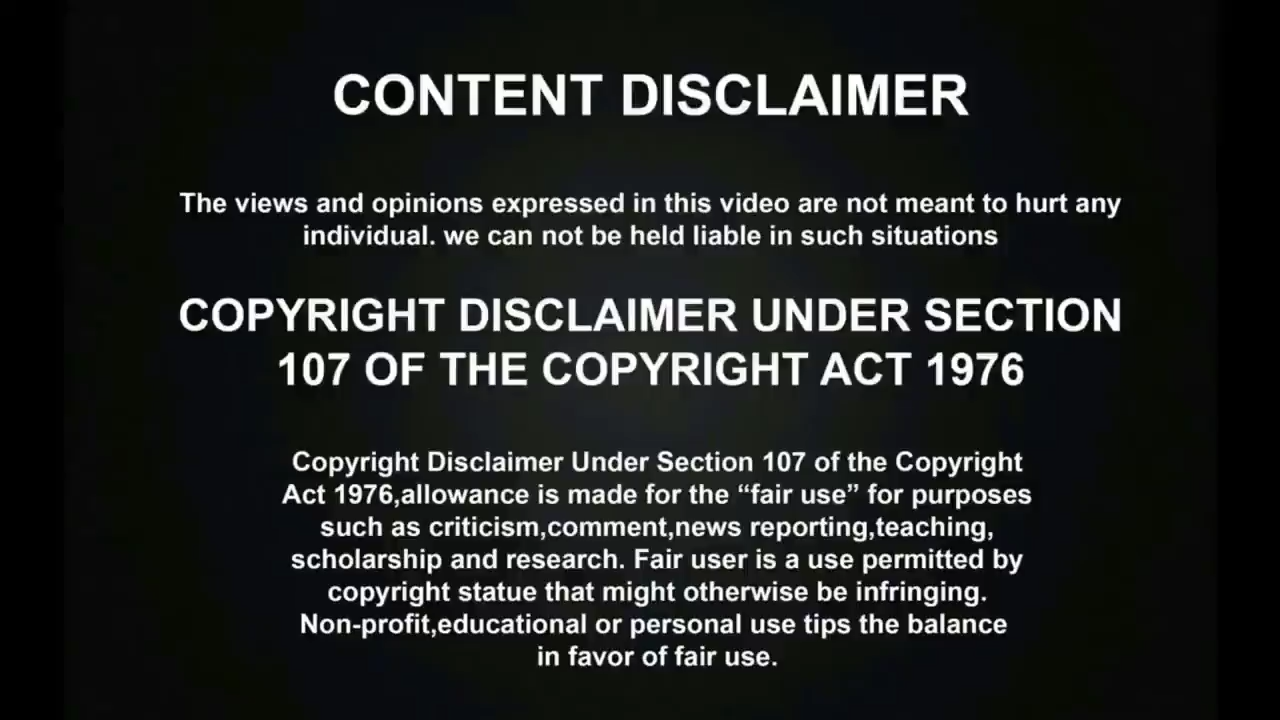 CONTENT DISCLAIMER
The views and opinions expressed in this video are not meant to hurt any
individual. we can not be held liable in such situations
COPYRIGHT DISCLAIMER UNDER SECTION
107 OF THE COPYRIGHT ACT 1976
Copyright Disclaimer Under Section 107 of the Copyright
Act 1976,allowance is made for the “fair use” for purposes
such as criticism,comment,news reporting,teaching,
scholarship and research. Fair user is a use permitted by
copyright statue that might otherwise be infringing.
Non-profit,educational or personal use tips the balance
in favor of fair use.